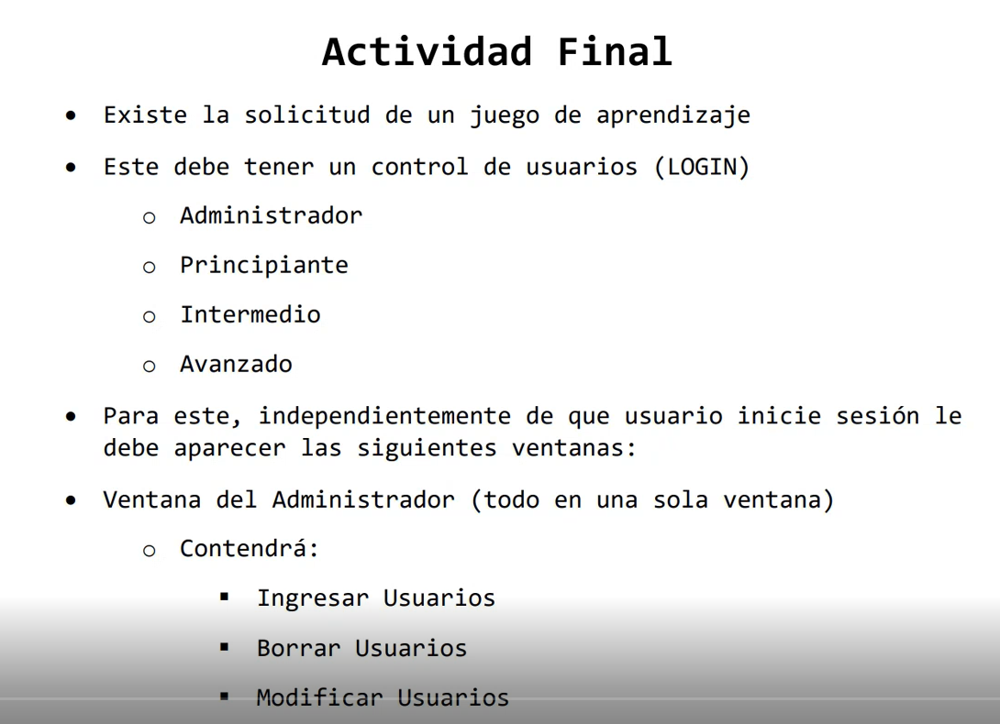 Actividad Final
• Existe la solicitud de un juego de aprendizaje
• Este debe tener un control de usuarios (LOGIN)
o Administrador
o Principiante
o Intermedio
o Avanzado
• Para este, independientemente de que usuario inicie sesión le
debe aparecer las siguientes ventanas:
• Ventana del Administrador (todo en una sola ventana)
o Contendrá:
▪ Ingresar Usuarios
▪ Borrar Usuarios
▪ Modificar Usuarios